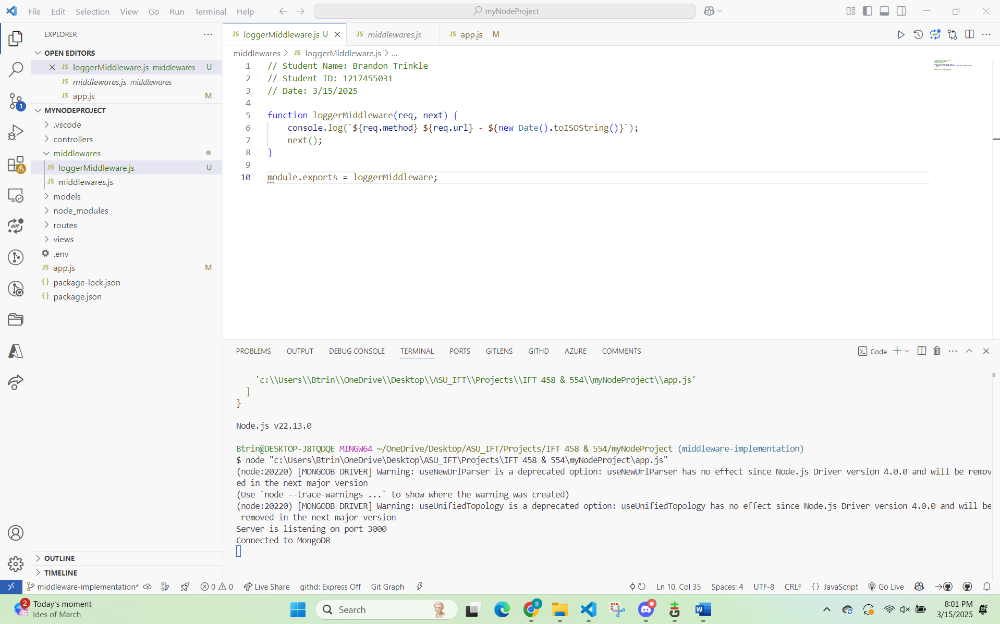 File Edit Selection View Go Run Terminal Help
myNodeProject
EXPLORER
OPEN EDITORS
JS loggerMiddleware.js middlewares U
JS middlewares.js middlewares
JS app.js M
MYNODEPROJECT
.vscode
controllers
middlewares
JS loggerMiddleware.js U
JS middlewares.js
models
node_modules
routes
views
.env
JS app.js M
{} package-lock.json
{} package.json
OUTLINE
TIMELINE
3
JS loggerMiddleware.js U
JS middlewares.js
JS app.js M
middlewares > JS loggerMiddleware.js > ...
1 // Student Name: Brandon Trinkle
2 // Student ID: 1217455031
3 // Date: 3/15/2025
4
5 function loggerMiddleware(req, next) {
6 console.log(`${req.method} ${req.url} - ${new Date().toISOString()}`);
7 next();
8 }
9
10 module.exports = loggerMiddleware;
PROBLEMS OUTPUT DEBUG CONSOLE TERMINAL PORTS GITLENS GITHD AZURE COMMENTS
Code
'c:\\Users\\Btrin\\OneDrive\\Desktop\\ASU_IFT\\Projects\\IFT 458 & 554\\myNodeProject\\app.js'
]
}
Node.js v22.13.0
Btrin@DESKTOP-J8TQDQE MINGW64 ~/OneDrive/Desktop/ASU_IFT/Projects/IFT 458 & 554/myNodeProject (middleware-implementation)
$ node "c:\Users\Btrin\OneDrive\Desktop\ASU_IFT\Projects\IFT 458 & 554\myNodeProject\app.js"
(node:20220) [MONGODB DRIVER] Warning: useNewUrlParser is a deprecated option: useNewUrlParser has no effect since Node.js Driver version 4.0.0 and will be remov
ed in the next major version
(Use `node --trace-warnings ...` to show where the warning was created)
(node:20220) [MONGODB DRIVER] Warning: useUnifiedTopology is a deprecated option: useUnifiedTopology has no effect since Node.js Driver version 4.0.0 and will be
removed in the next major version
Server is listening on port 3000
Connected to MongoDB
middleware-implementation* 0 0 Live Share githd: Express Off Git Graph
Ln 10, Col 35 Spaces: 4 UTF-8 CRLF {} JavaScript Go Live
2
Today's moment
Ides of March
Search
B
8:01 PM
3/15/2025